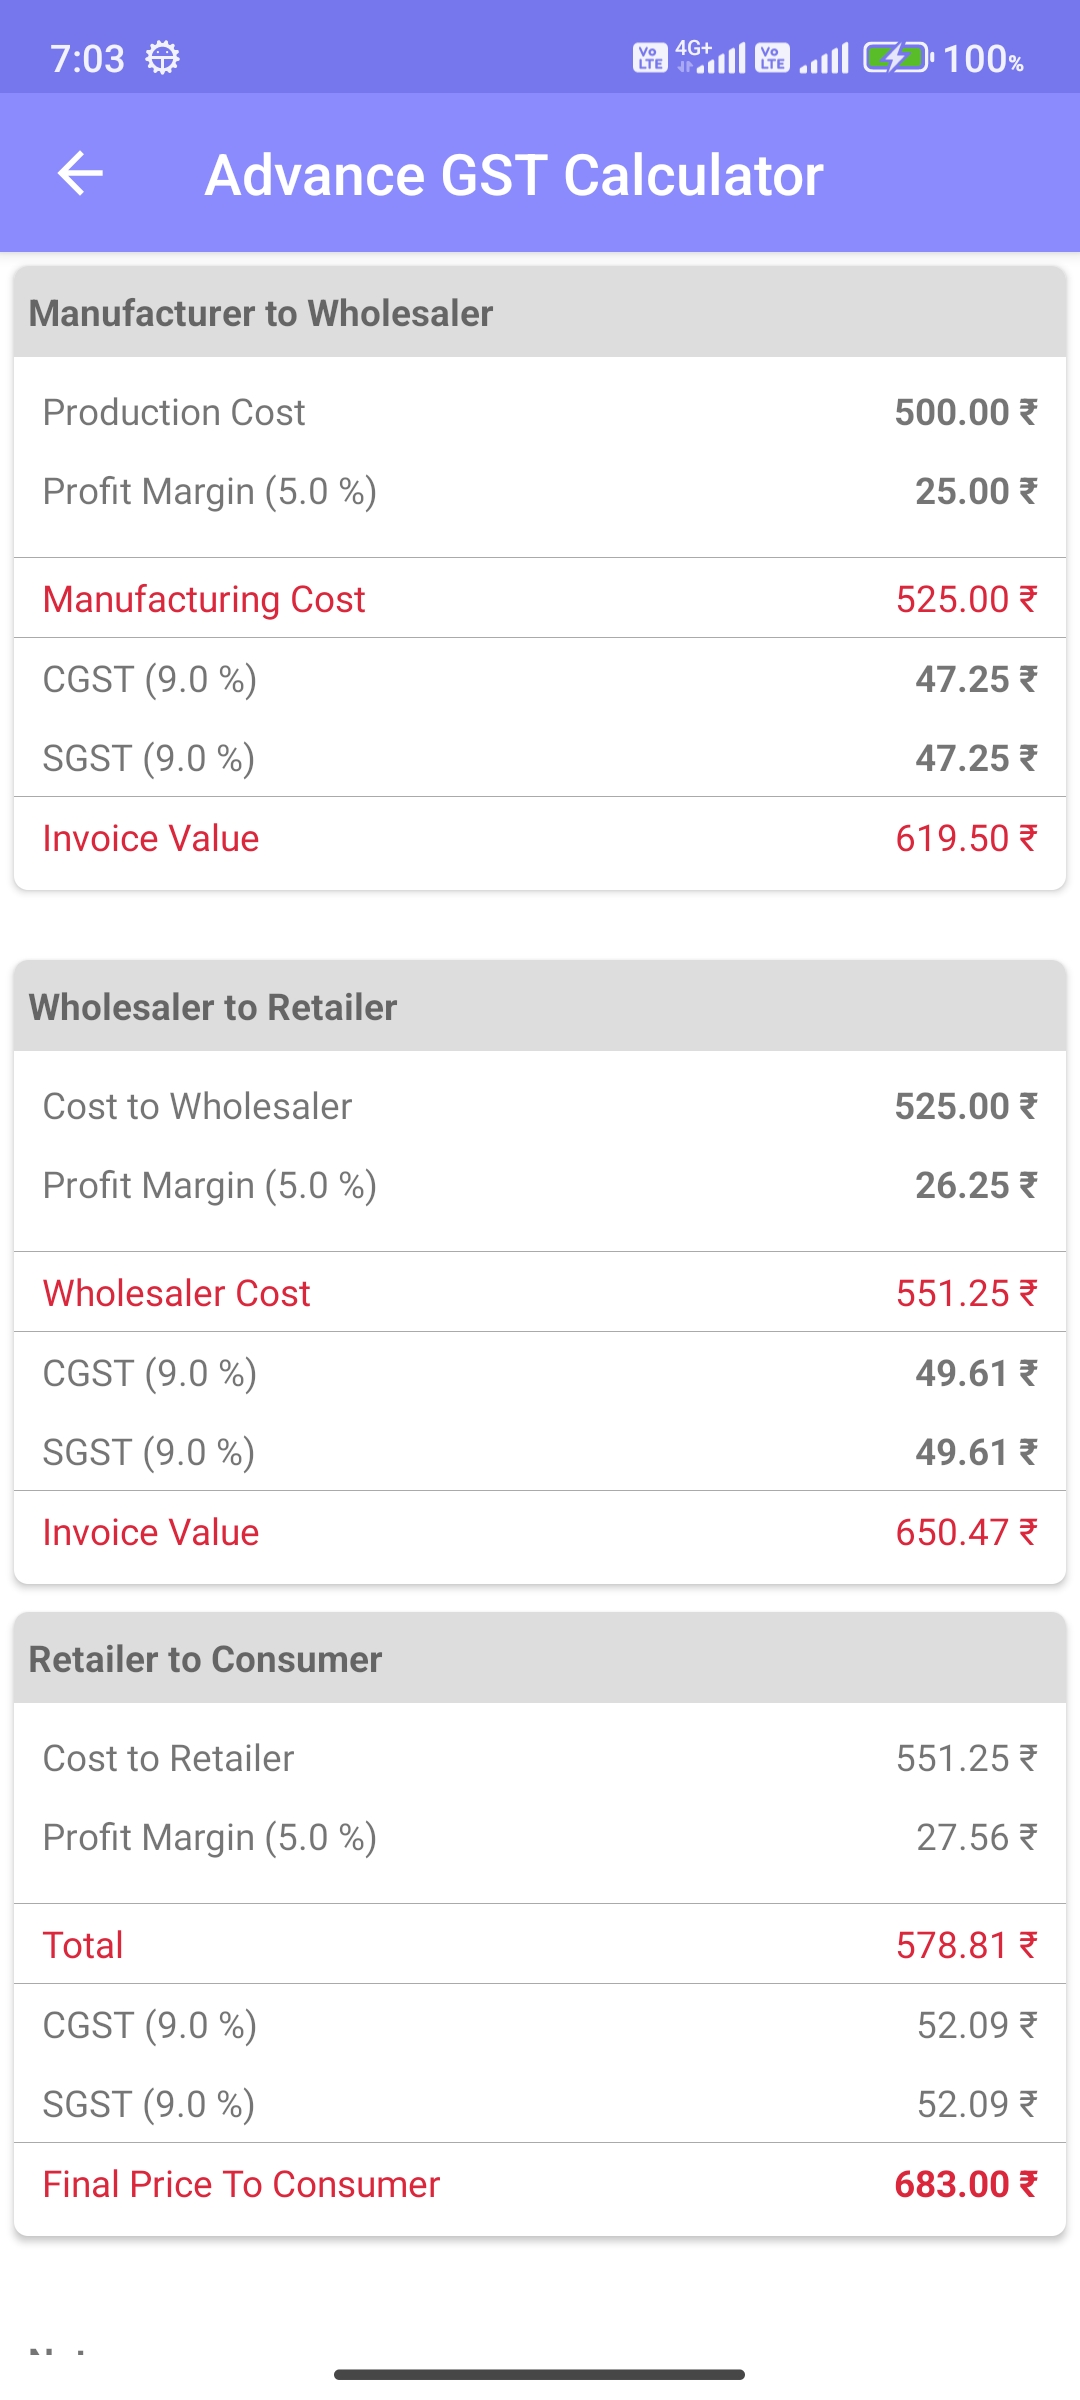 7:03 Vo LTE 4G+ Vo LTE 100%
Advance GST Calculator
Manufacturer to Wholesaler
Production Cost 500.00 ₹
Profit Margin (5.0 %) 25.00 ₹
Manufacturing Cost 525.00 ₹
CGST (9.0 %) 47.25 ₹
SGST (9.0 %) 47.25 ₹
Invoice Value 619.50 ₹
Wholesaler to Retailer
Cost to Wholesaler 525.00 ₹
Profit Margin (5.0 %) 26.25 ₹
Wholesaler Cost 551.25 ₹
CGST (9.0 %) 49.61 ₹
SGST (9.0 %) 49.61 ₹
Invoice Value 650.47 ₹
Retailer to Consumer
Cost to Retailer 551.25 ₹
Profit Margin (5.0 %) 27.56 ₹
Total 578.81 ₹
CGST (9.0 %) 52.09 ₹
SGST (9.0 %) 52.09 ₹
Final Price To Consumer 683.00 ₹